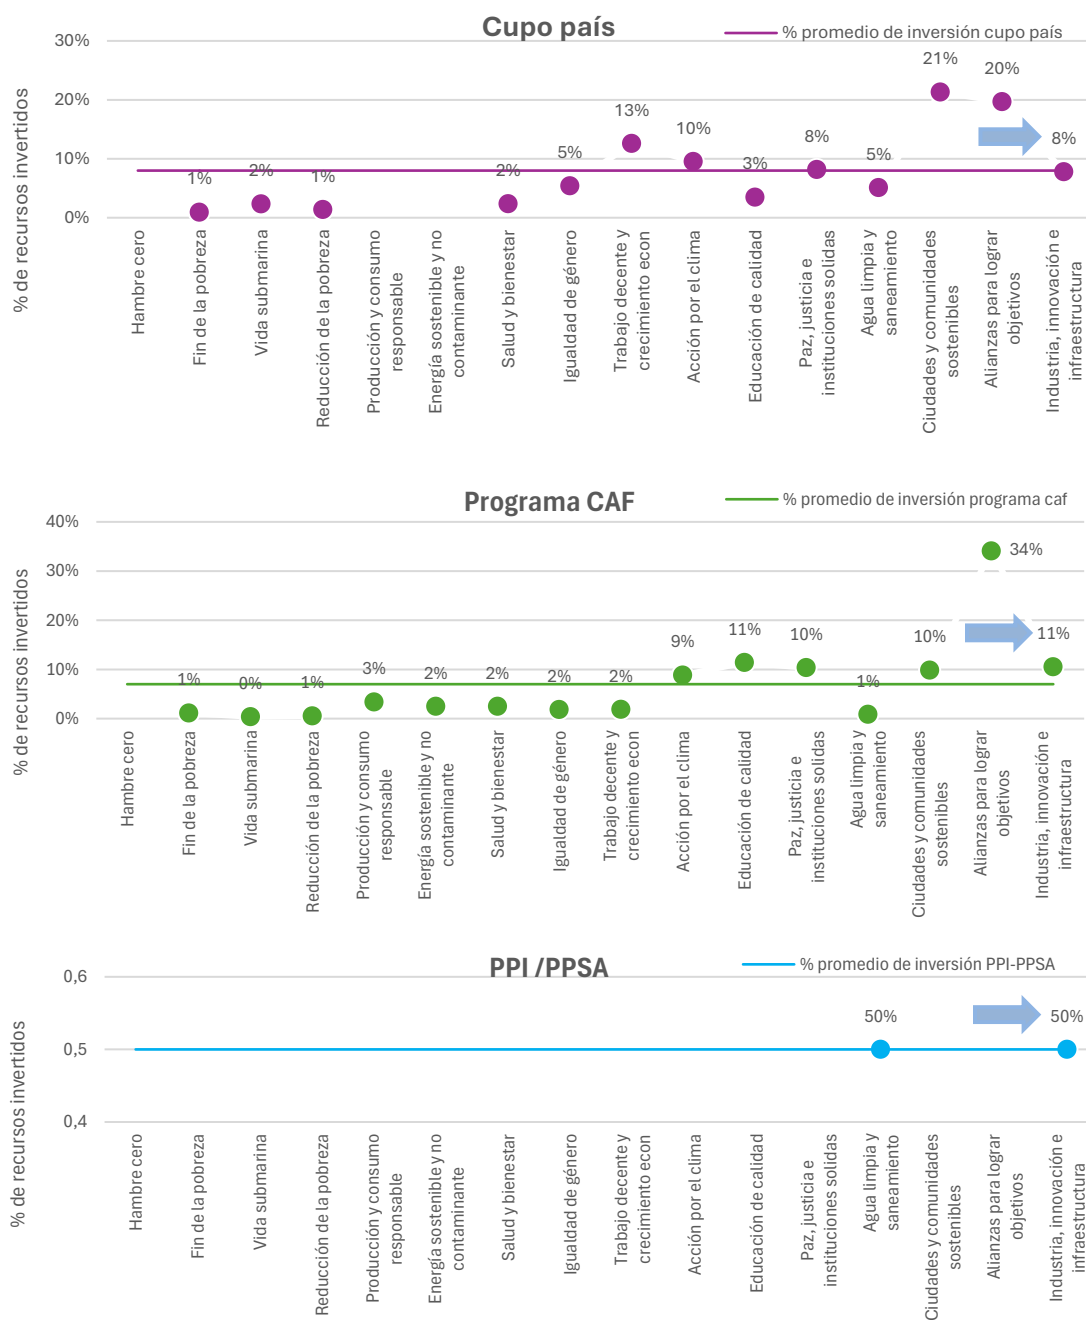 Cupo país
% promedio de inversión cupo país
% de recursos invertidos
30%
20%
10%
0%
1%
2%
1%
2%
5%
13%
10%
3%
8%
5%
21%
20%
8%
Hambre cero
Fin de la pobreza
Vida submarina
Reducción de la pobreza
Producción y consumo
responsable
Energía sostenible y no
contaminante
Salud y bienestar
Igualdad de género
Trabajo decente y
crecimiento econ
Acción por el clima
Educación de calidad
Paz, justicia e
instituciones solidas
Agua limpia y
saneamiento
Ciudades y comunidades
sostenibles
Alianzas para lograr
objetivos
Industria, innovación e
infraestructura
Programa CAF
% promedio de inversión programa caf
% de recursos invertidos
40%
30%
20%
10%
0%
1%
0%
1%
3%
2%
2%
2%
2%
9%
11%
10%
1%
10%
34%
11%
Hambre cero
Fin de la pobreza
Vida submarina
Reducción de la pobreza
Producción y consumo
responsable
Energía sostenible y no
contaminante
Salud y bienestar
Igualdad de género
Trabajo decente y
crecimiento econ
Acción por el clima
Educación de calidad
Paz, justicia e
instituciones solidas
Agua limpia y
saneamiento
Ciudades y comunidades
sostenibles
Alianzas para lograr
objetivos
Industria, innovación e
infraestructura
PPI /PPSA
% promedio de inversión PPI-PPSA
% de recursos invertidos
0,6
0,5
0,4
50%
50%
Hambre cero
Fin de la pobreza
Vida submarina
Reducción de la pobreza
Producción y consumo
responsable
Energía sostenible y no
contaminante
Salud y bienestar
Igualdad de género
Trabajo decente y
crecimiento econ
Acción por el clima
Educación de calidad
Paz, justicia e
instituciones solidas
Agua limpia y
saneamiento
Ciudades y comunidades
sostenibles
Alianzas para lograr
objetivos
Industria, innovación e
infraestructura